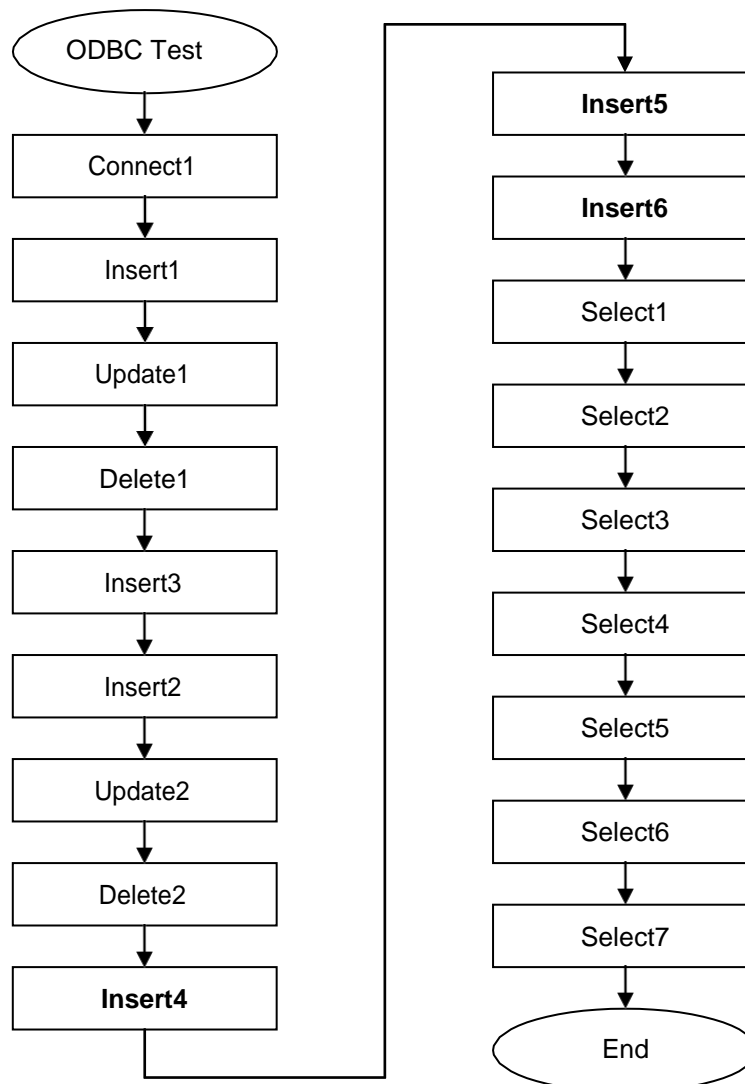 ODBC Test
Connect1
Insert1
Update1
Delete1
Insert3
Insert2
Update2
Delete2
Insert4
Insert5
Insert6
Select1
Select2
Select3
Select4
Select5
Select6
Select7
End